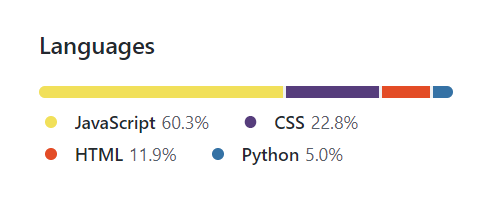 Languages
JavaScript 60.3% CSS 22.8%
HTML 11.9% Python 5.0%